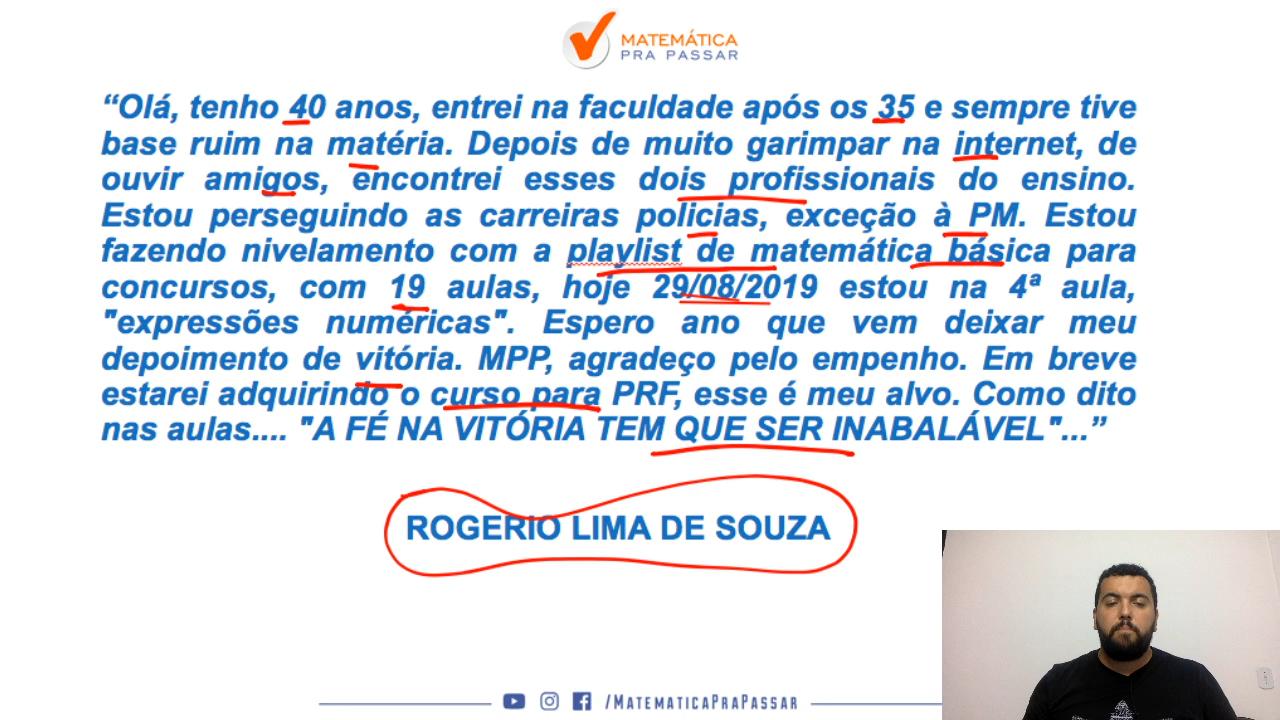 MATEMÁTICA
PRA PASSAR
“Olá, tenho 40 anos, entrei na faculdade após os 35 e sempre tive
base ruim na matéria. Depois de muito garimpar na internet, de
ouvir amigos, encontrei esses dois profissionais do ensino.
Estou perseguindo as carreiras policias, exceção à PM. Estou
fazendo nivelamento com a playlist de matemática básica para
concursos, com 19 aulas, hoje 29/08/2019 estou na 4ª aula,
"expressões numéricas". Espero ano que vem deixar meu
depoimento de vitória. MPP, agradeço pelo empenho. Em breve
estarei adquirindo o curso para PRF, esse é meu alvo. Como dito
nas aulas.... "A FÉ NA VITÓRIA TEM QUE SER INABALÁVEL"...”
ROGERIO LIMA DE SOUZA
/MATEMATICAPRAPASSAR